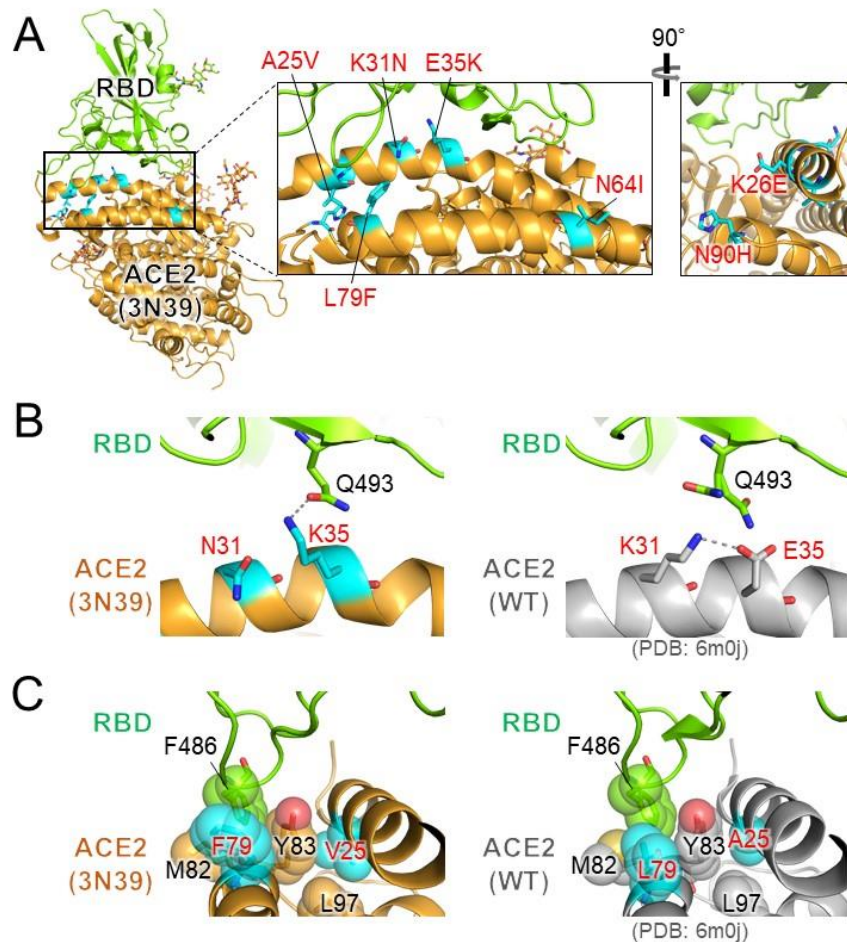 A
RBD
ACE2
(3N39)
A25V
K31N
E35K
N64I
L79F
90°
K26E
N90H
B
RBD
Q493
N31
K35
ACE2
(3N39)
RBD
Q493
K31
E35
ACE2
(WT)
(PDB: 6m0j)
C
RBD
F486
F79
Y83
V25
M82
L97
ACE2
(3N39)
RBD
F486
M82
L79
Y83
A25
L97
ACE2
(WT)
(PDB: 6m0j)